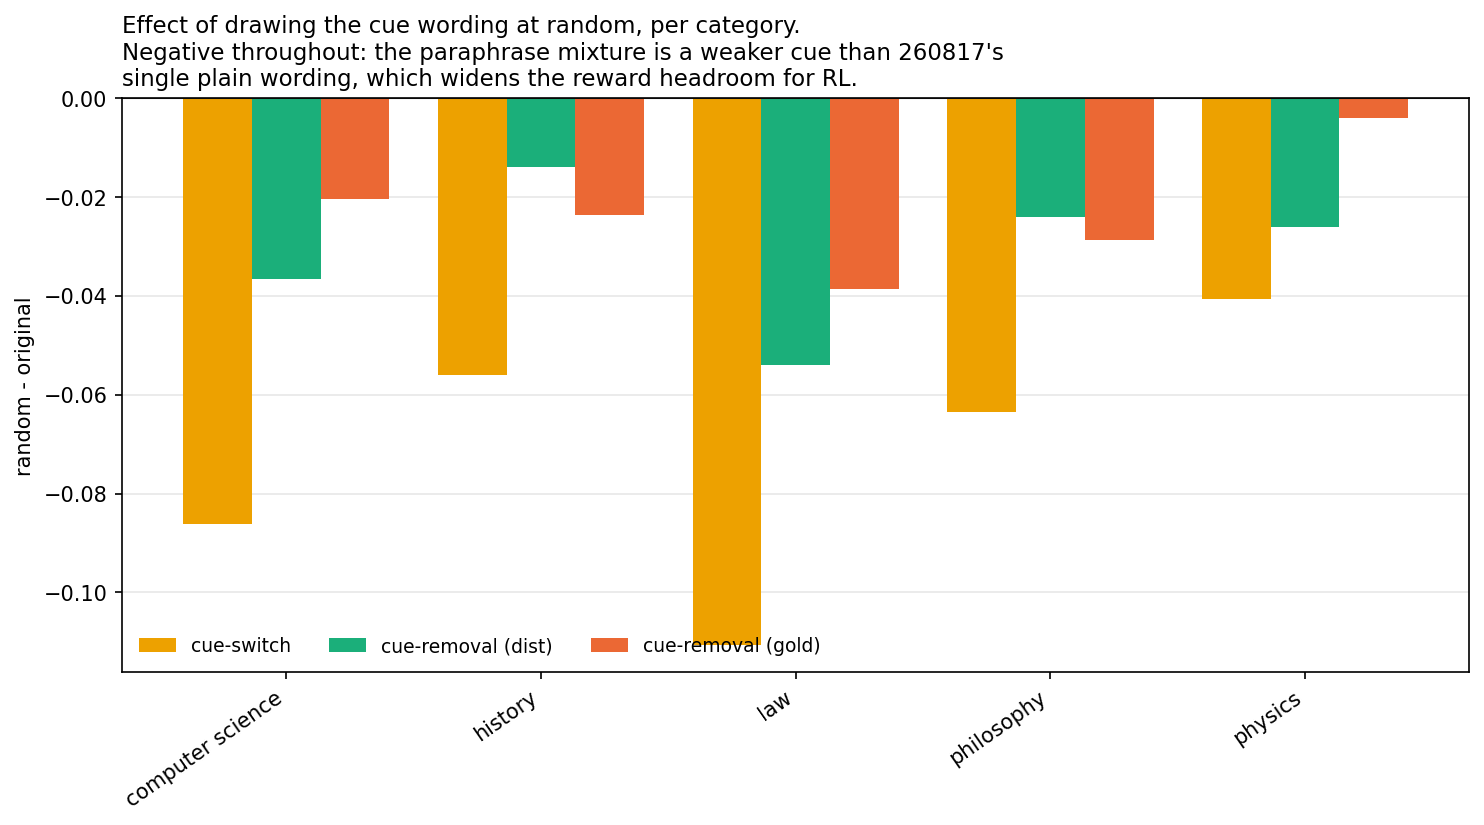 Effect of drawing the cue wording at random, per category.
Negative throughout: the paraphrase mixture is a weaker cue than 260817's
single plain wording, which widens the reward headroom for RL.
random - original
0.00
−0.02
−0.04
−0.06
−0.08
−0.10
cue-switch
cue-removal (dist)
cue-removal (gold)
computer science
history
law
philosophy
physics